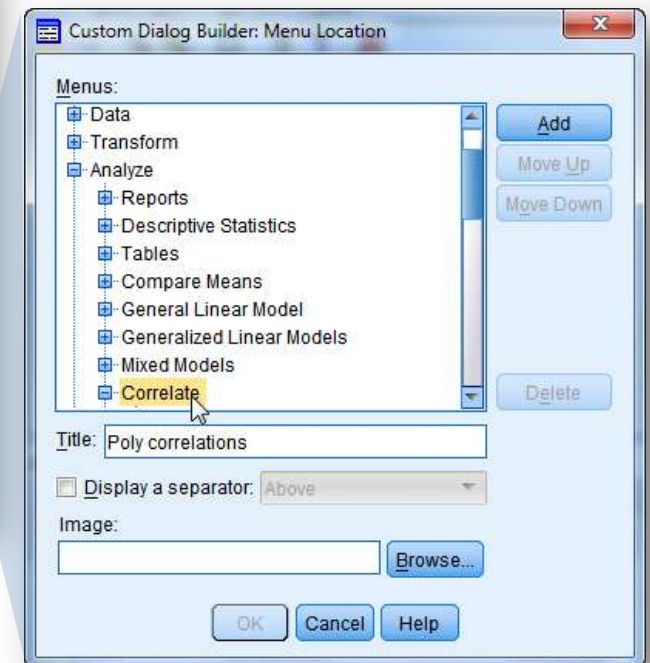 Custom Dialog Builder: Menu Location
Menus:
Data
Transform
Analyze
Reports
Descriptive Statistics
Tables
Compare Means
General Linear Model
Generalized Linear Models
Mixed Models
Correlate
Add
Move Up
Move Down
Delete
Title: Poly correlations
Display a separator: Above
Image:
Browse...
OK Cancel Help